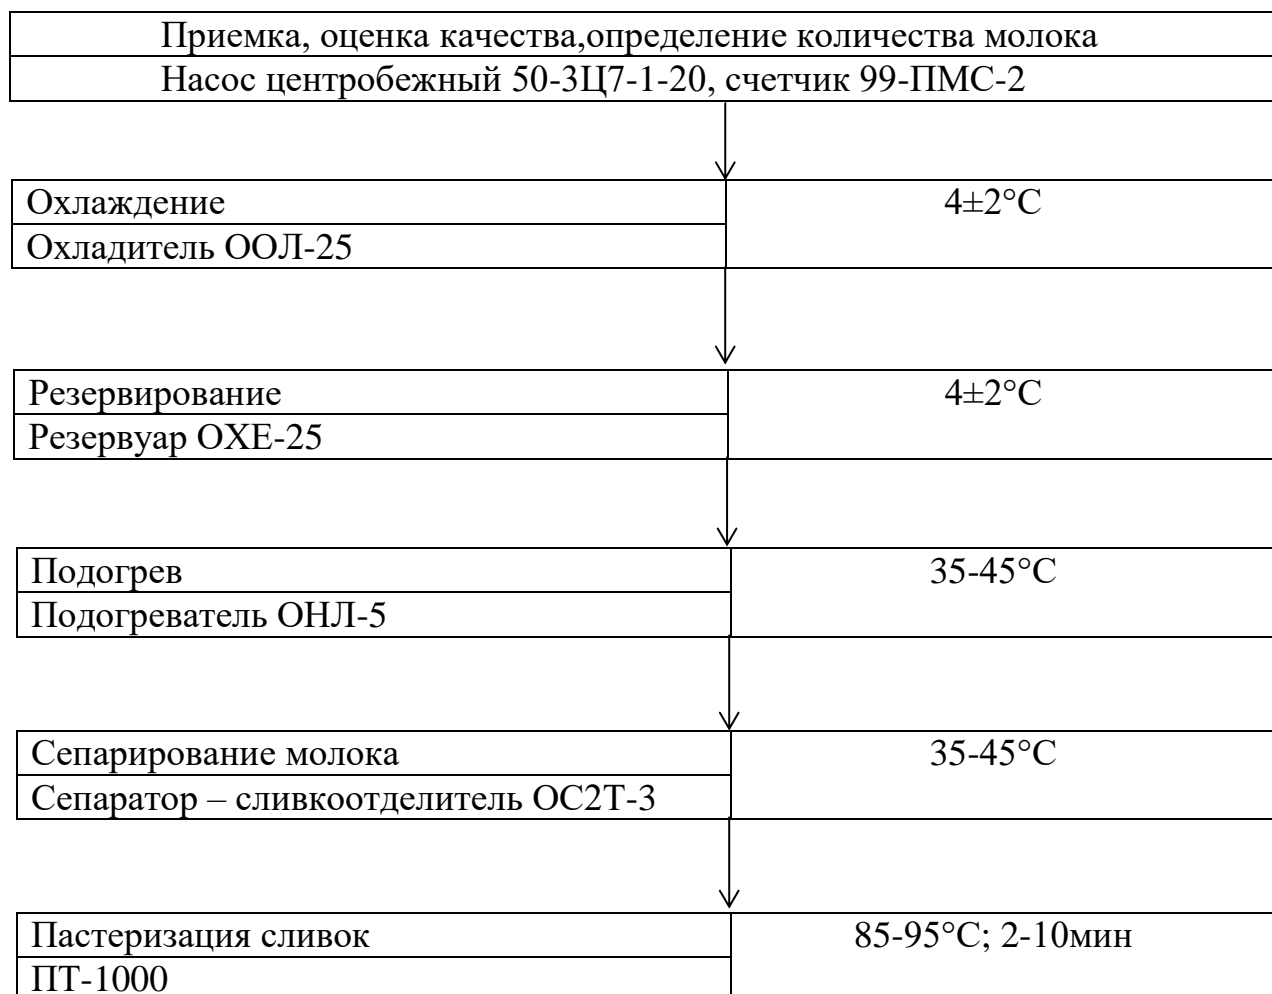 Приемка, оценка качества,определение количества молока
Насос центробежный 50-3Ц7-1-20, счетчик 99-ПМС-2
Охлаждение
4±2°С
Охладитель ООЛ-25
Резервирование
4±2°С
Резервуар ОХЕ-25
Подогрев
35-45°С
Подогреватель ОНЛ-5
Сепарирование молока
35-45°С
Сепаратор – сливкоотделитель ОС2Т-3
Пастеризация сливок
85-95°С; 2-10мин
ПТ-1000